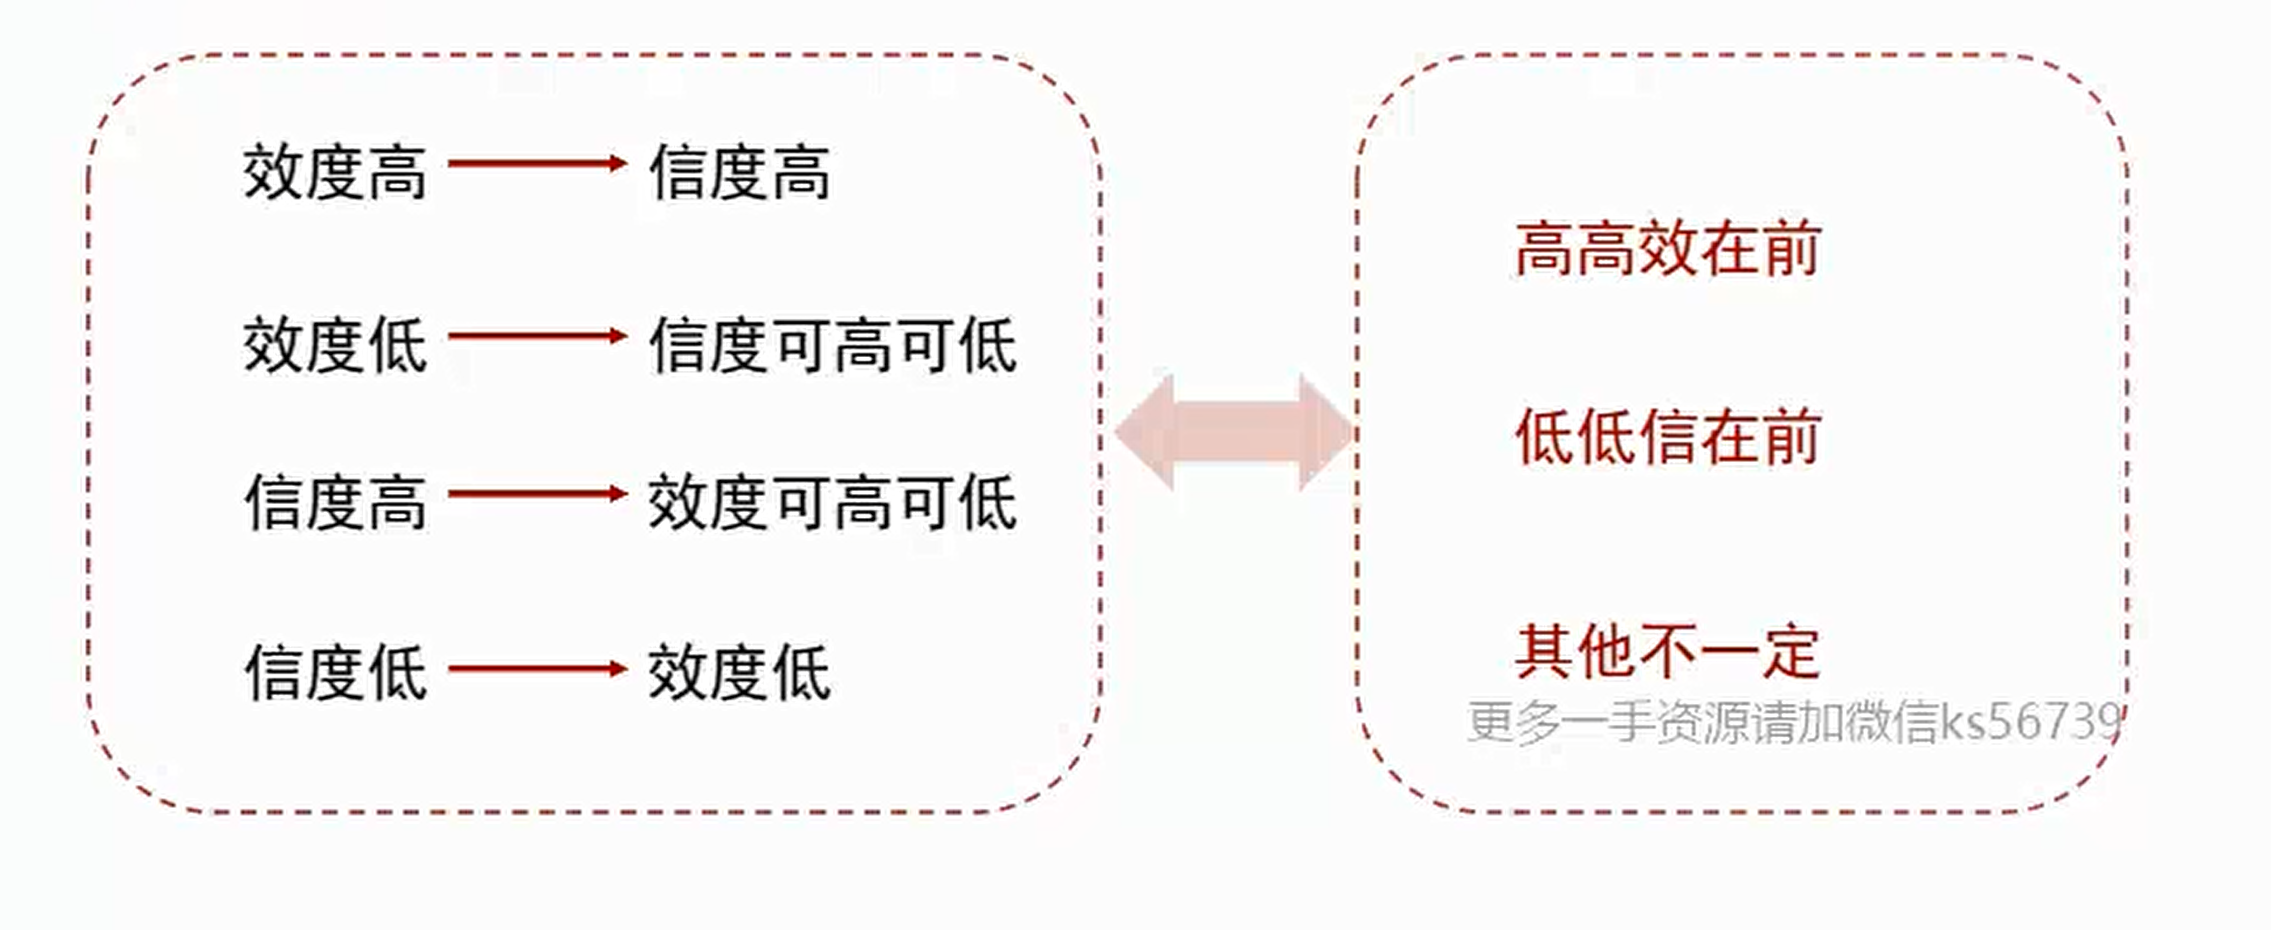 效度高 信度高
效度低 信度可高可低
信度高 效度可高可低
信度低 效度低
高高效在前
低低信在前
其他不一定
更多一手资源请加微信ks56739